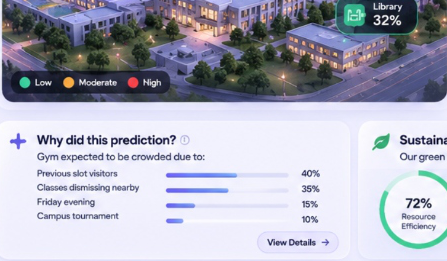 Library
32%
Low
Moderate
High
Why did this prediction?
Gym expected to be crowded due to:
Previous slot visitors 40%
Classes dismissing nearby 35%
Friday evening 15%
Campus tournament 10%
View Details
Sustaina
Our green
72%
Resource
Efficiency